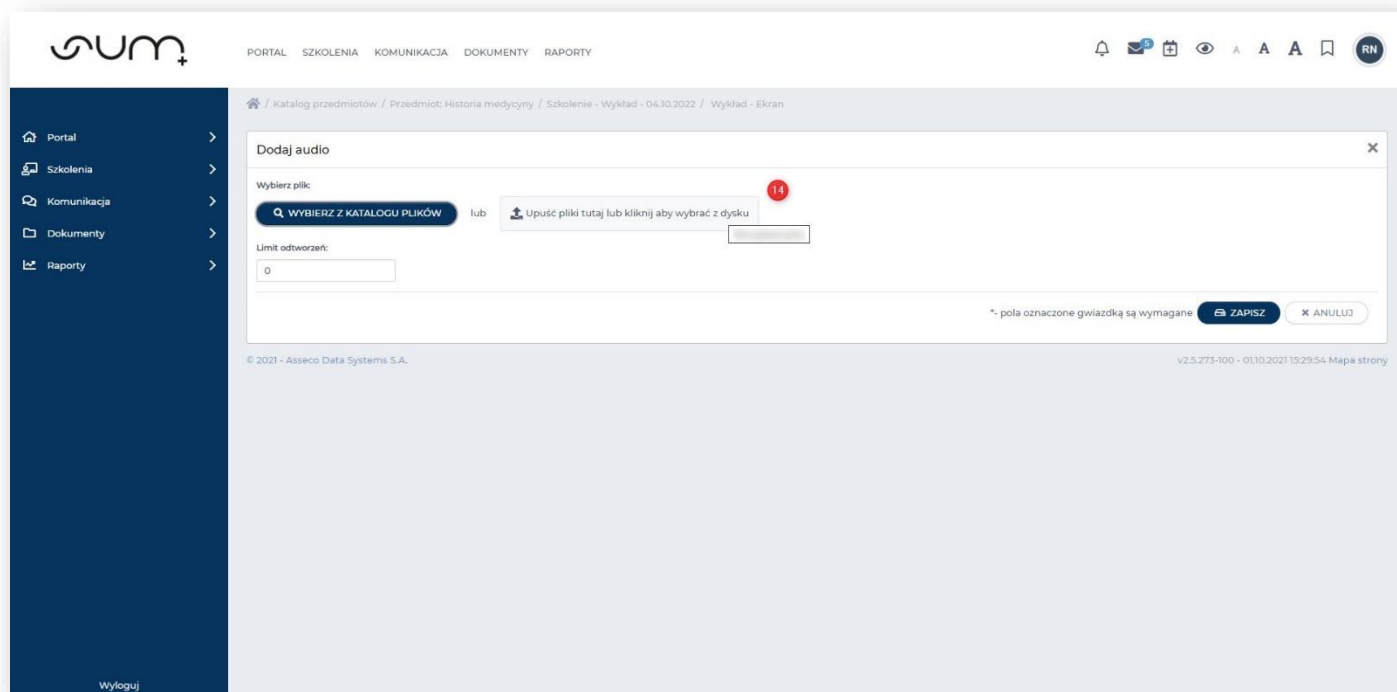 sum+
PORTAL SZKOLENIA KOMUNIKACJA DOKUMENTY RAPORTY
5 A A A RN
/ Katalog przedmiotów / Przedmiot: Historia medycyny / Szkolenie - Wykład - 04.10.2022 / Wykład - Ekran
Portal
Szkolenia
Komunikacja
Dokumenty
Raporty
Wyloguj
Dodaj audio
Wybierz plik:
14
WYBIERZ Z KATALOGU PLIKÓW lub Upuść pliki tutaj lub kliknij aby wybrać z dysku
Limit odtworzeń:
0
*- pola oznaczone gwiazdką są wymagane ZAPISZ ANULUJ
© 2021 - Asseco Data Systems S.A. v2.5.273-100 - 01.10.2021 15:29:54 Mapa strony